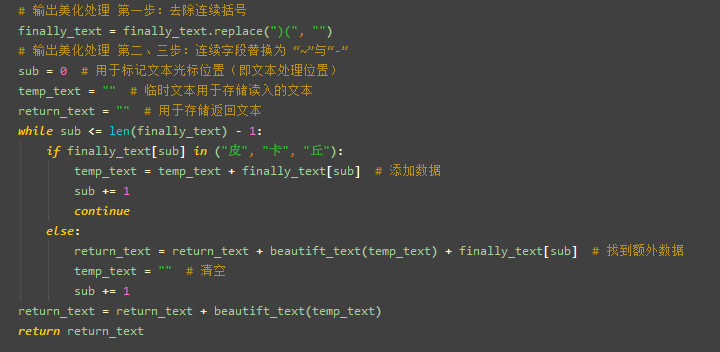 # 输出美化处理 第一步：去除连续括号
finally_text = finally_text.replace(")(", "")
# 输出美化处理 第二、三步：连续字段替换为 “~”与“-”
sub = 0  # 用于标记文本光标位置（即文本处理位置）
temp_text = ""  # 临时文本用于存储读入的文本
return_text = ""  # 用于存储返回文本
while sub <= len(finally_text) - 1:
    if finally_text[sub] in ("皮", "卡", "丘"):
        temp_text = temp_text + finally_text[sub]  # 添加数据
        sub += 1
        continue
    else:
        return_text = return_text + beautift_text(temp_text) + finally_text[sub]  # 找到额外数据
        temp_text = ""  # 清空
        sub += 1
return_text = return_text + beautift_text(temp_text)
return return_text